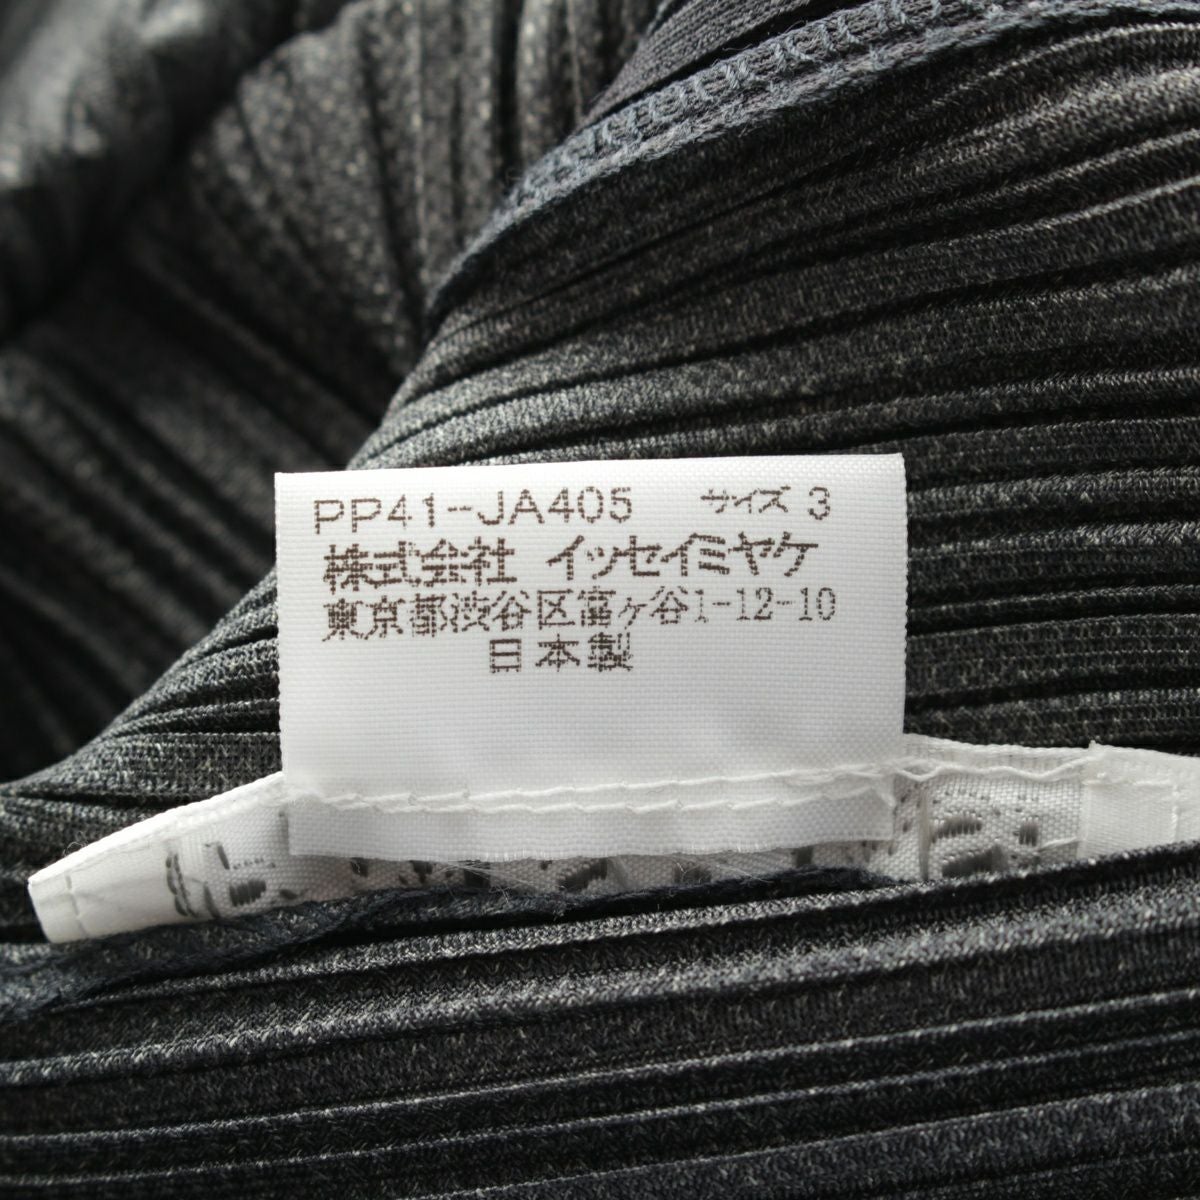 PP41-JA405 サイズ 3
株式会社 イッセイミヤケ
東京都渋谷区富ヶ谷1-12-10
日本製